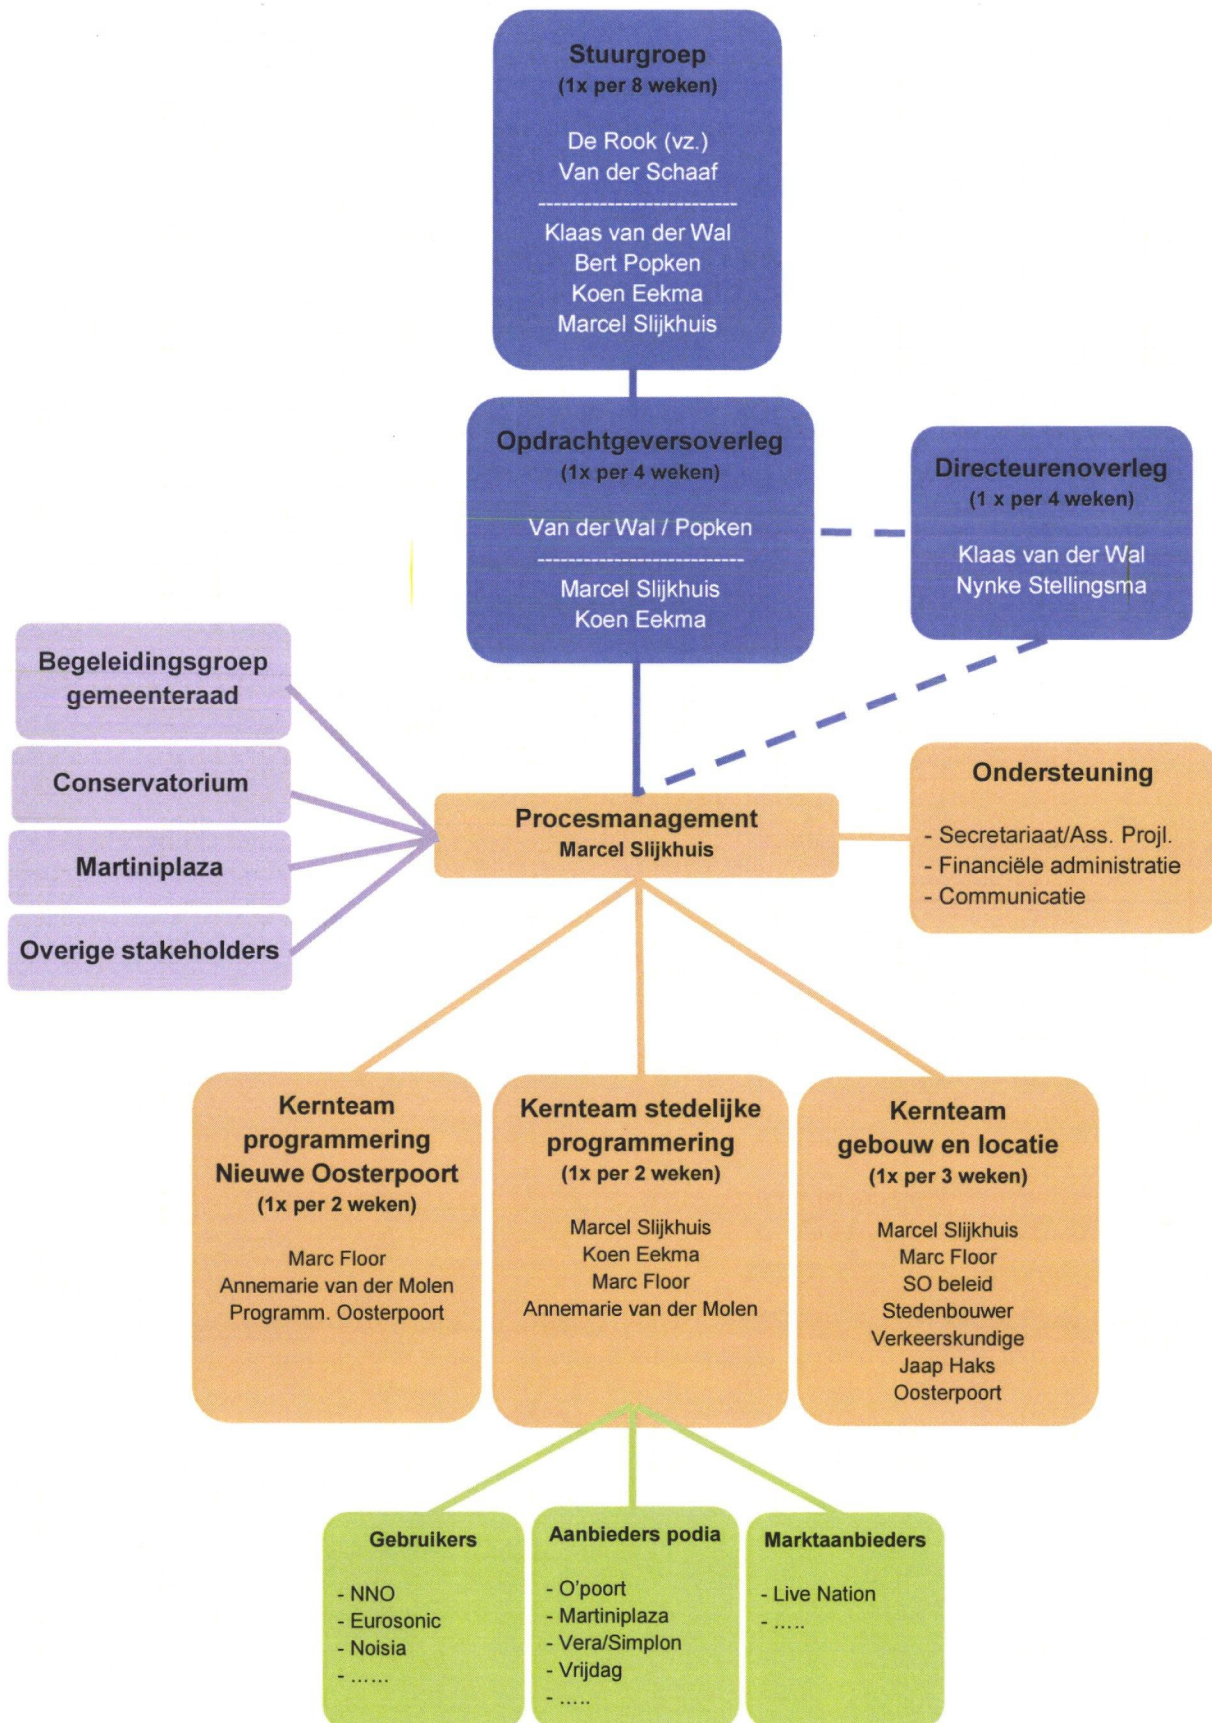 Stuurgroep
(1x per 8 weken)
De Rook (vz.)
Van der Schaaf
--------------------------
Klaas van der Wal
Bert Popken
Koen Eekma
Marcel Slijkhuis
Opdrachtgeversoverleg
(1x per 4 weken)
Van der Wal / Popken
---------------------------
Marcel Slijkhuis
Koen Eekma
Directeurenoverleg
(1 x per 4 weken)
Klaas van der Wal
Nynke Stellingsma
Begeleidingsgroep
gemeenteraad
Conservatorium
Martiniplaza
Overige stakeholders
Procesmanagement
Marcel Slijkhuis
Ondersteuning
- Secretariaat/Ass. Projl.
- Financiële administratie
- Communicatie
Kernteam
programmering
Nieuwe Oosterpoort
(1x per 2 weken)
Marc Floor
Annemarie van der Molen
Programm. Oosterpoort
Kernteam stedelijke
programmering
(1x per 2 weken)
Marcel Slijkhuis
Koen Eekma
Marc Floor
Annemarie van der Molen
Kernteam
gebouw en locatie
(1x per 3 weken)
Marcel Slijkhuis
Marc Floor
SO beleid
Stedenbouwer
Verkeerskundige
Jaap Haks
Oosterpoort
Gebruikers
- NNO
- Eurosonic
- Noisia
- ......
Aanbieders podia
- O'poort
- Martiniplaza
- Vera/Simplon
- Vrijdag
- .....
Marktaanbieders
- Live Nation
- .....